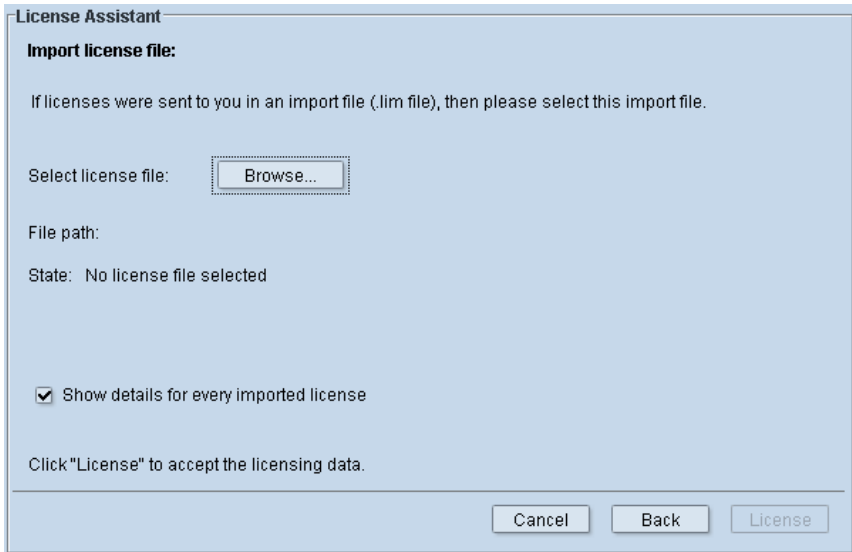 License Assistant
Import license file:
If licenses were sent to you in an import file (.lim file), then please select this import file.
Select license file: Browse...
File path:
State: No license file selected
Show details for every imported license
Click "License" to accept the licensing data.
Cancel Back License